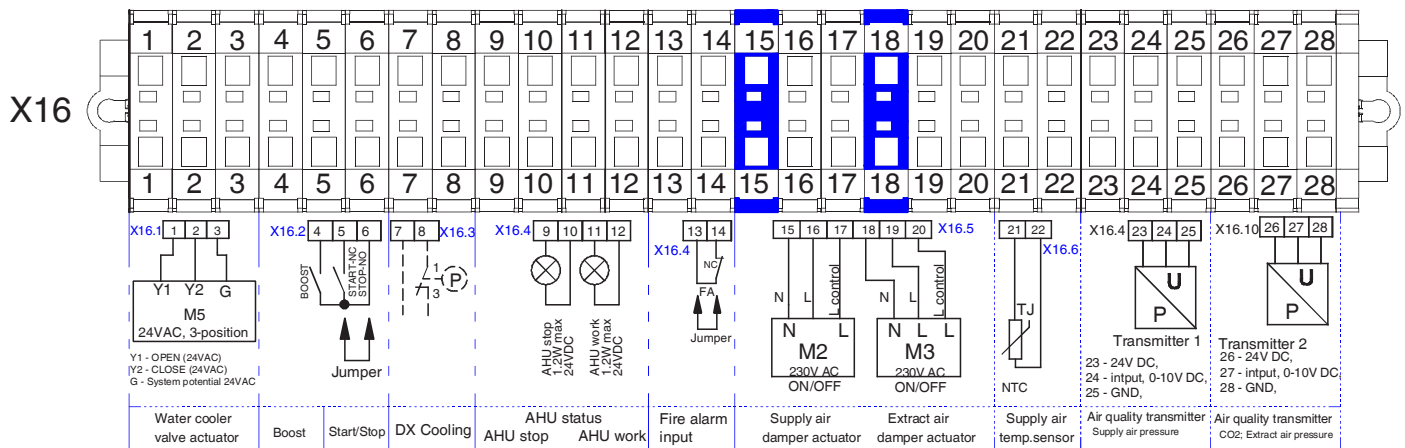 1 2 3 4 5 6 7 8 9 10 11 12 13 14 15 16 17 18 19 20 21 22 23 24 25 26 27 28
X16
1 2 3 4 5 6 7 8 9 10 11 12 13 14 15 16 17 18 19 20 21 22 23 24 25 26 27 28
X16.1 1 2 3
X16.2 4 5 6
7 8 X16.3
X16.4 9 10 11 12
13 14
X16.4
15 16 17 18 19 20 X16.5
21 22
X16.6
X16.4 23 24 25
X16.10 26 27 28
Y1 Y2 G
M5
24VAC, 3-position
Y1 - OPEN (24VAC)
Y2 - CLOSE (24VAC)
G - System potential 24VAC
BOOST
START-NC
STOP-NO
Jumper
1
P
3
AHU stop
1.2W max
24VDC
AHU work
1.2W max
24VDC
NC
FA
Jumper
N L L control
N L
M2
230V AC
ON/OFF
N L L control
N L L
M3
230V AC
ON/OFF
TJ
NTC
U
P
Transmitter 1
23 - 24V DC,
24 - intput, 0-10V DC,
25 - GND,
U
P
Transmitter 2
26 - 24V DC,
27 - intput, 0-10V DC
28 - GND,
Water cooler
valve actuator
Boost
Start/Stop
DX Cooling
AHU status
AHU stop AHU work
Fire alarm
input
Supply air
damper actuator
Extract air
damper actuator
Supply air
temp.sensor
Air quality transmitter
Supply air pressure
Air quality transmitter
CO2; Extract air pressure